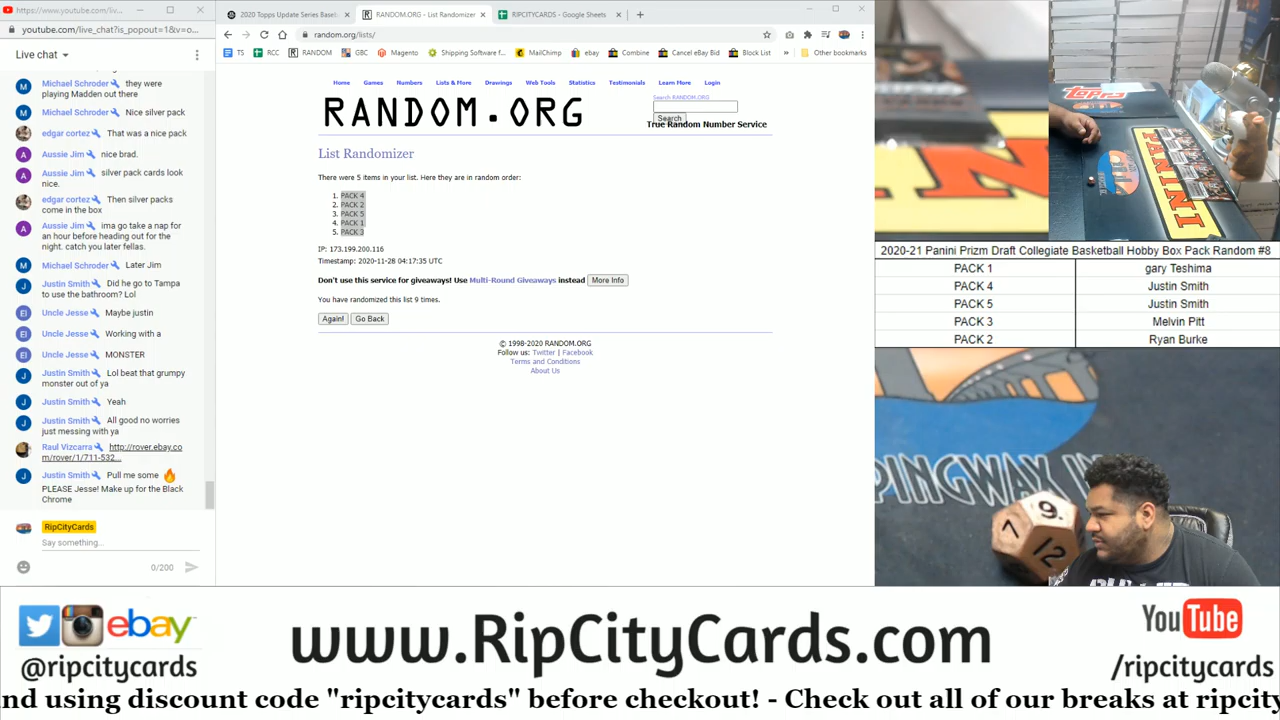 https://www.youtube.com/liv...
youtube.com/live_chat?is_popout=1&v=o...
Live chat
Michael Schroder they were
playing Madden out there
Michael Schroder Nice silver pack
edgar cortez That was a nice pack
Aussie Jim nice brad.
Aussie Jim silver pack cards look
nice.
edgar cortez Then silver packs
come in the box
Aussie Jim ima go take a nap for
an hour before heading out for the
night. catch you later fellas.
Michael Schroder Later Jim
Justin Smith Did he go to Tampa
to use the bathroom? Lol
Uncle Jesse Maybe justin
Uncle Jesse Working with a
Uncle Jesse MONSTER
Justin Smith Lol beat that grumpy
monster out of ya
Justin Smith Yeah
Justin Smith All good no worries
just messing with ya
Raul Vizcarra http://rover.ebay.co
m/rover/1/711-532...
Justin Smith Pull me some 🔥
PLEASE Jesse! Make up for the Black
Chrome
RipCityCards
Say something...
0/200
2020 Topps Update Series Baseb
RANDOM.ORG - List Randomizer
RIPCITYCARDS - Google Sheets
random.org/lists/
TS RCC RANDOM GBC Magento Shipping Software f... MailChimp ebay Combine Cancel eBay Bid Block List » Other bookmarks
Home Games Numbers Lists & More Drawings Web Tools Statistics Testimonials Learn More Login
RANDOM.ORG
Search RANDOM.ORG
Search
True Random Number Service
List Randomizer
There were 5 items in your list. Here they are in random order:
1. PACK 4
2. PACK 2
3. PACK 5
4. PACK 1
5. PACK 3
IP: 173.199.200.116
Timestamp: 2020-11-28 04:17:35 UTC
Don't use this service for giveaways! Use Multi-Round Giveaways instead More Info
You have randomized this list 9 times.
Again! Go Back
© 1998-2020 RANDOM.ORG
Follow us: Twitter | Facebook
Terms and Conditions
About Us
topps
PANINI
2020-21 Panini Prizm Draft Collegiate Basketball Hobby Box Pack Random #8
PACK 1 gary Teshima
PACK 4 Justin Smith
PACK 5 Justin Smith
PACK 3 Melvin Pitt
PACK 2 Ryan Burke
PINGWAX IN
7 9. 12
ebay
@ripcitycards
www.RipCityCards.com
YouTube
/ripcitycards
nd using discount code "ripcitycards" before checkout! - Check out all of our breaks at ripcity